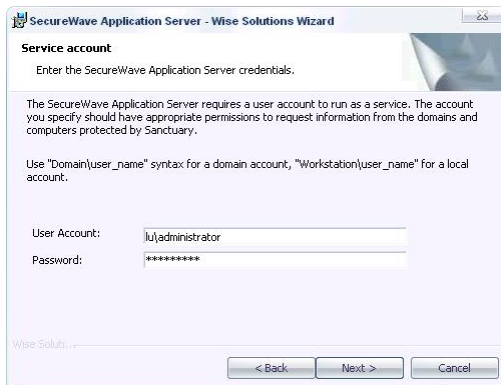 SecureWave Application Server - Wise Solutions Wizard
Service account
Enter the SecureWave Application Server credentials.
The SecureWave Application Server requires a user account to run as a service. The account
you specify should have appropriate permissions to request information from the domains and
computers protected by Sanctuary.
Use "Domain\user_name" syntax for a domain account, "Workstation\user_name" for a local
account.
User Account: lu\administrator
Password: *********
Wise Soluti...
< Back Next > Cancel